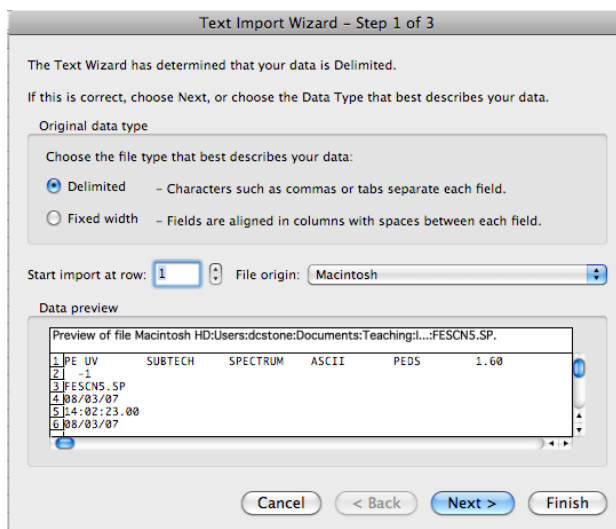 Text Import Wizard – Step 1 of 3
The Text Wizard has determined that your data is Delimited.
If this is correct, choose Next, or choose the Data Type that best describes your data.
Original data type
Choose the file type that best describes your data:
Delimited – Characters such as commas or tabs separate each field.
Fixed width – Fields are aligned in columns with spaces between each field.
Start import at row: 1 File origin: Macintosh
Data preview
Preview of file Macintosh HD:Users:dcstone:Documents:Teaching:I...:FESCN5.SP.
1 PE UV SUBTECH SPECTRUM ASCII PEDS 1.60
2 -1
3 FESCN5.SP
4 08/03/07
5 14:02:23.00
6 08/03/07
Cancel < Back Next > Finish